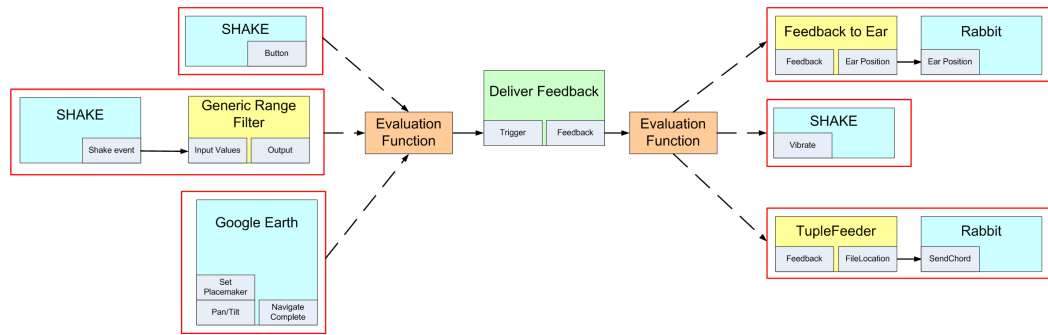 SHAKE
Button
SHAKE
Shake event
Generic Range
Filter
Input Values
Output
Google Earth
Set
Placemaker
Pan/Tilt
Navigate
Complete
Evaluation
Function
Deliver Feedback
Trigger
Feedback
Evaluation
Function
Feedback to Ear
Feedback
Ear Position
Rabbit
Ear Position
SHAKE
Vibrate
TupleFeeder
Feedback
FileLocation
Rabbit
SendChord